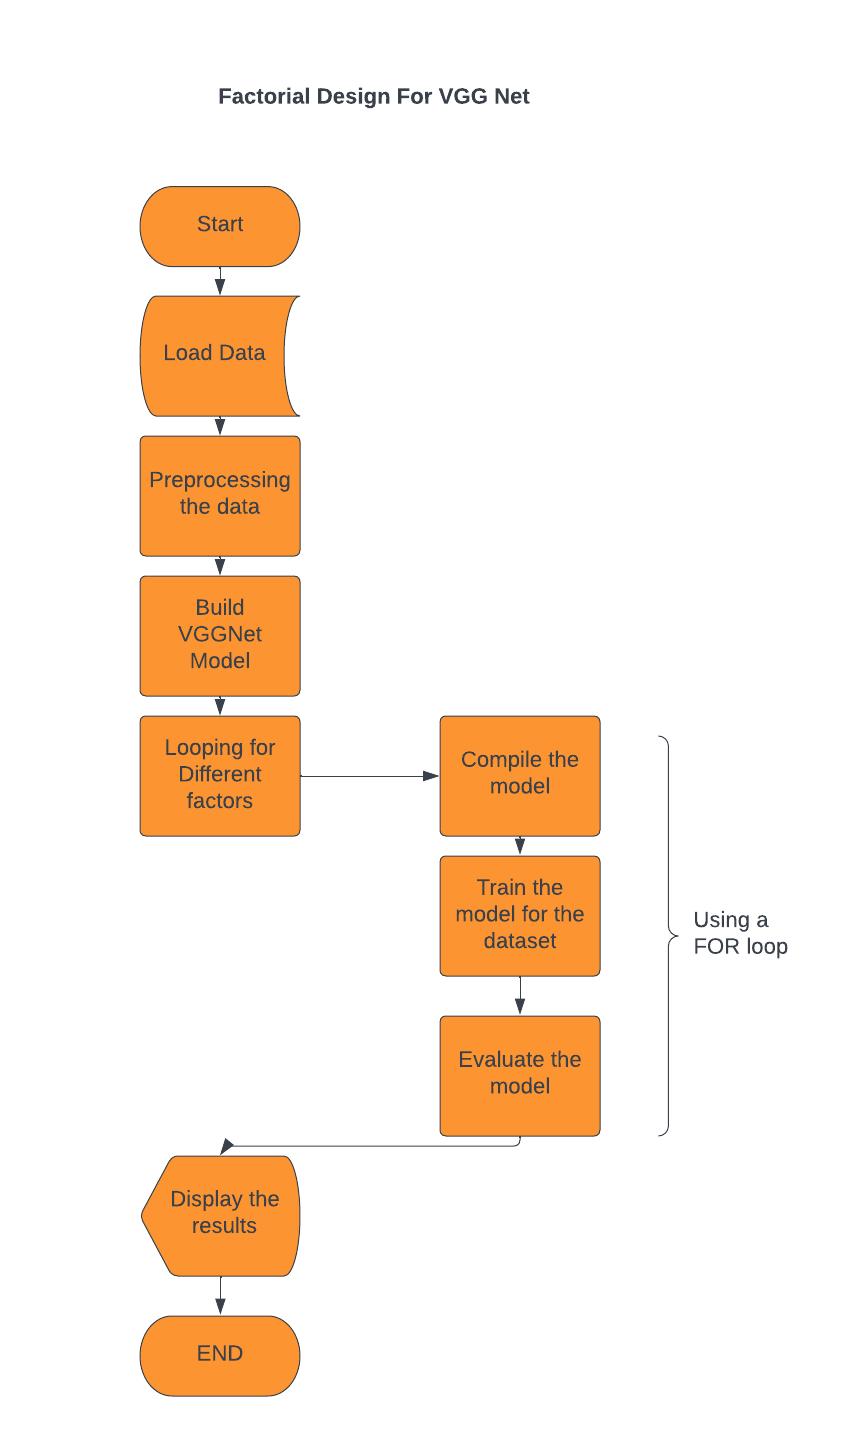 Factorial Design For VGG Net
Start
Load Data
Preprocessing
the data
Build
VGGNet
Model
Looping for
Different
factors
Compile the
model
Train the
model for the
dataset
Evaluate the
model
Using a
FOR loop
Display the
results
END